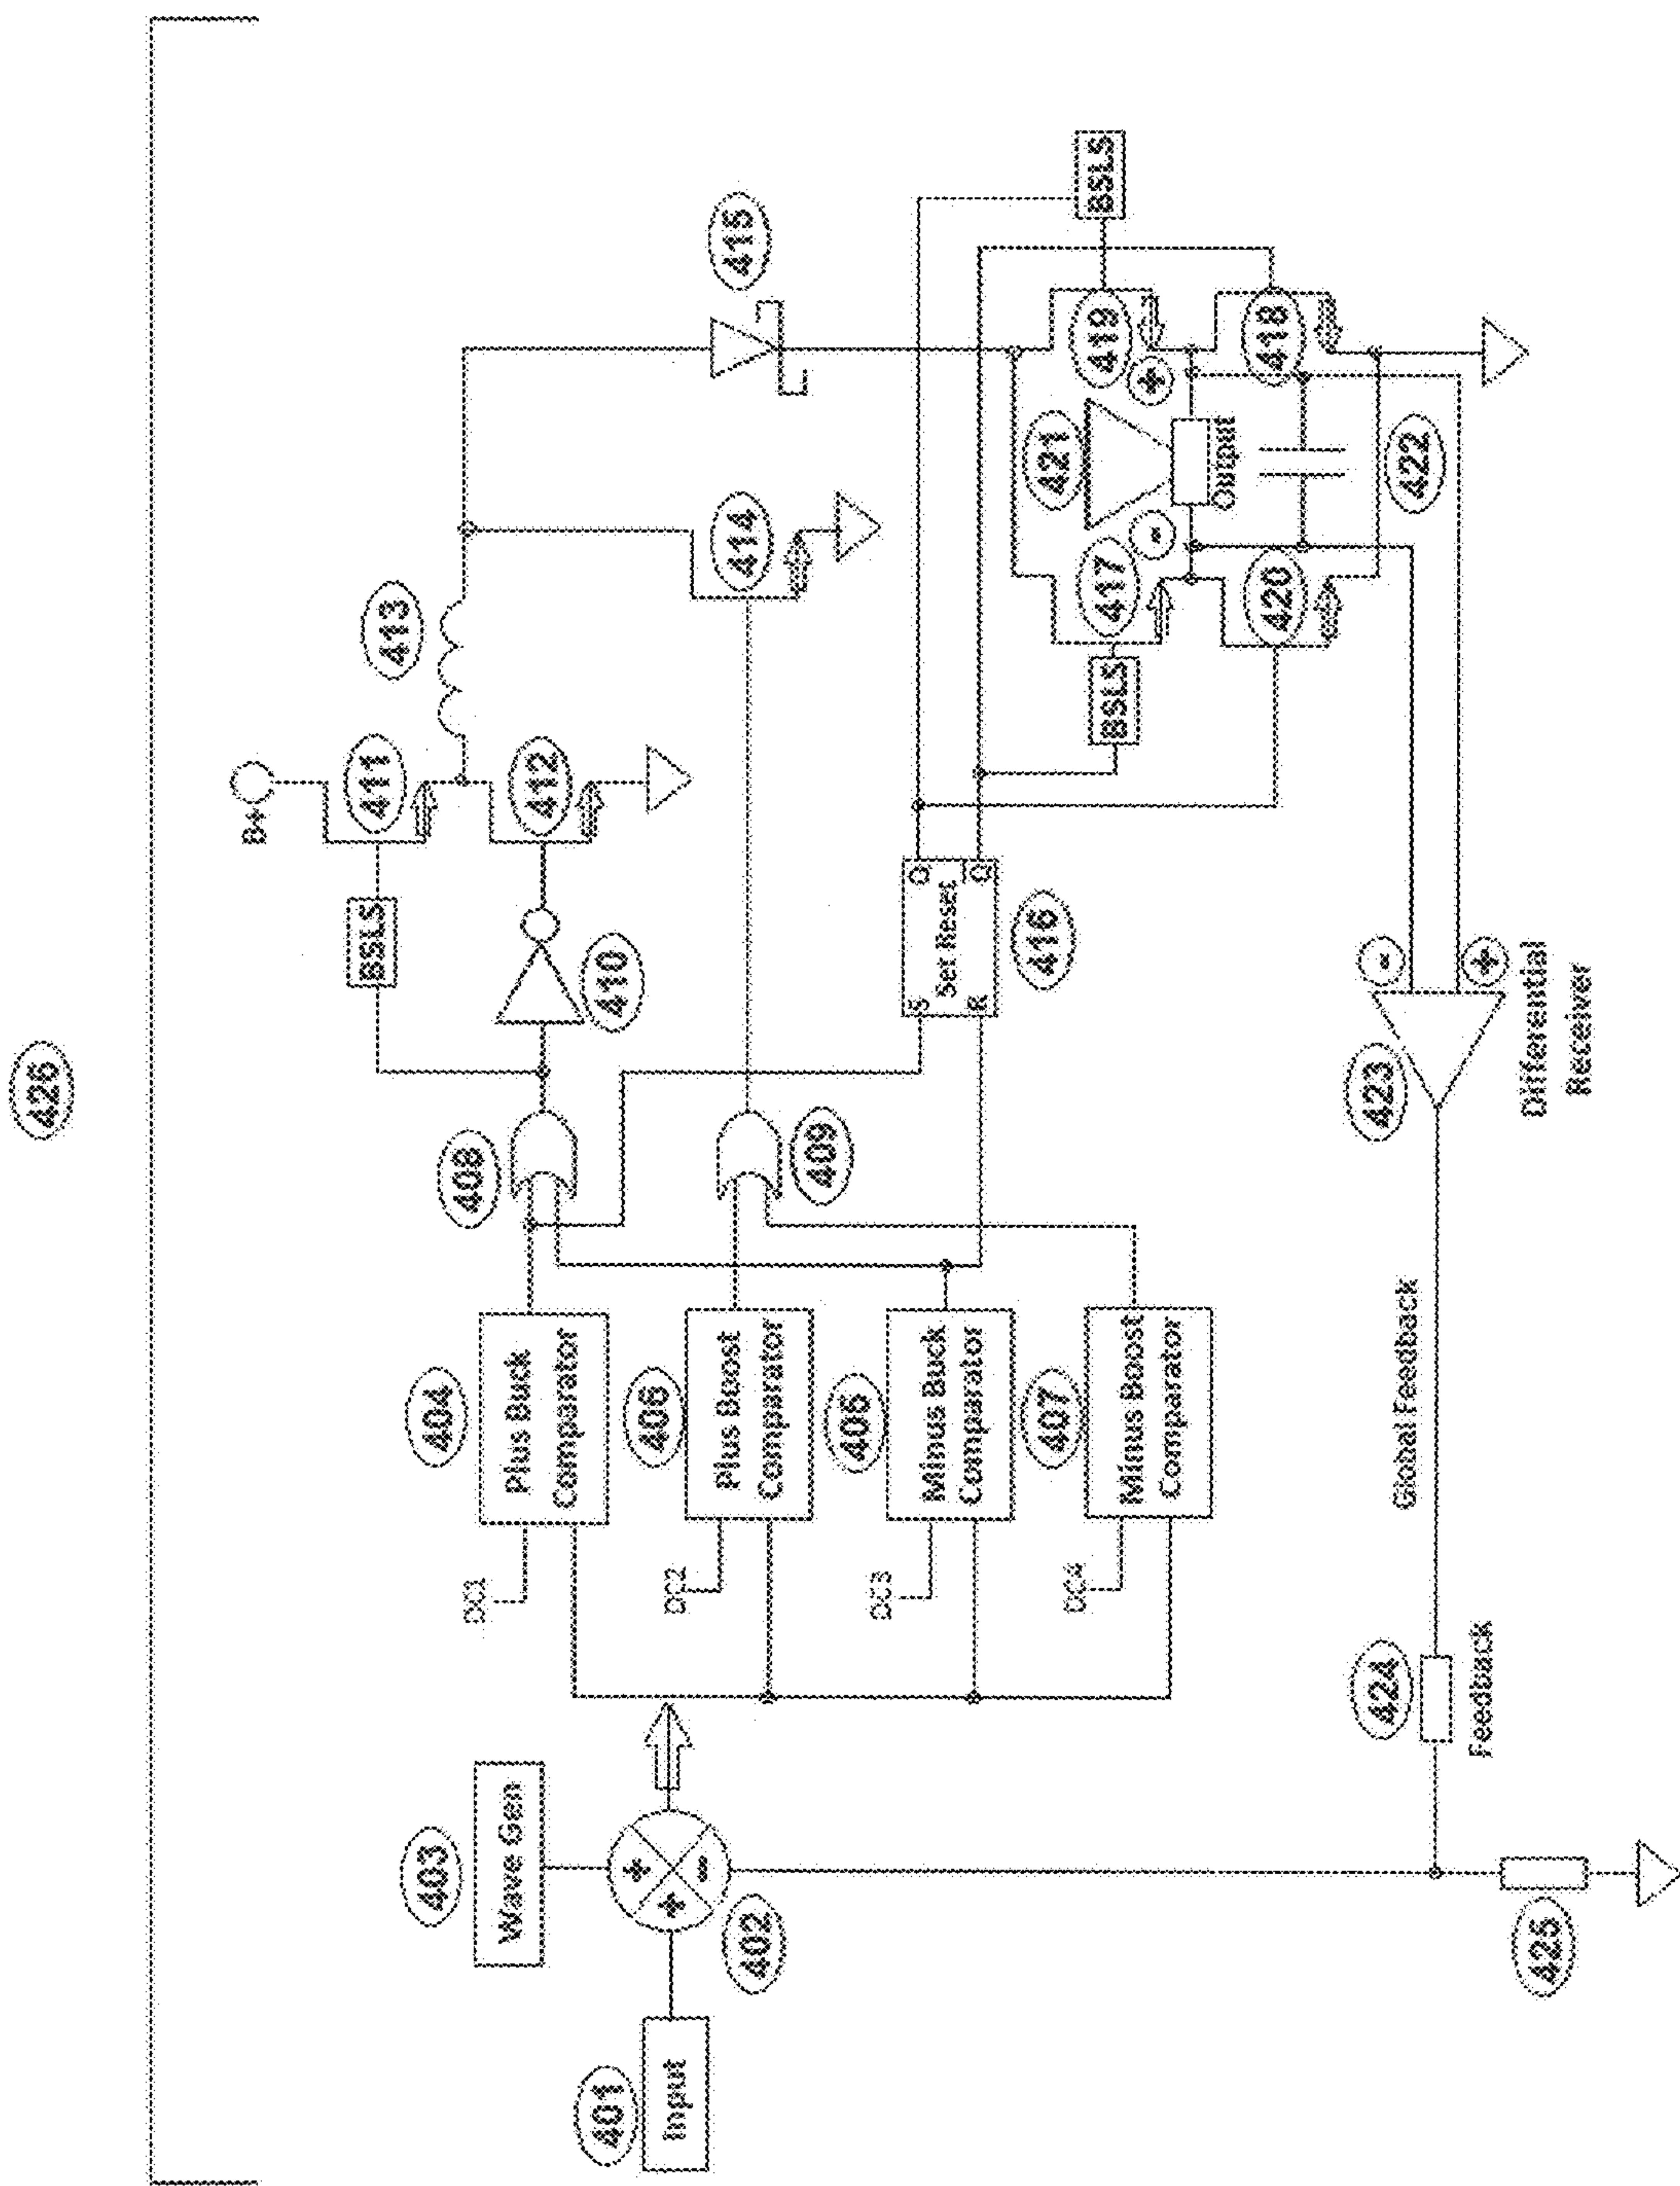 426
B+
411
413
415
BSLS
412
414
410
408
409
404
Plus Buck
Comparator
DC1
406
Plus Boost
Comparator
DC2
405
Minus Buck
Comparator
DC3
407
Minus Boost
Comparator
DC4
403
Wave Gen
+
+
-
402
401
Input
S
R
Set Reset
Q
Q
416
BSLS
BSLS
417
419
421
-
+
Output
420
418
422
-
+
423
Differential
Receiver
Global Feedback
424
Feedback
425